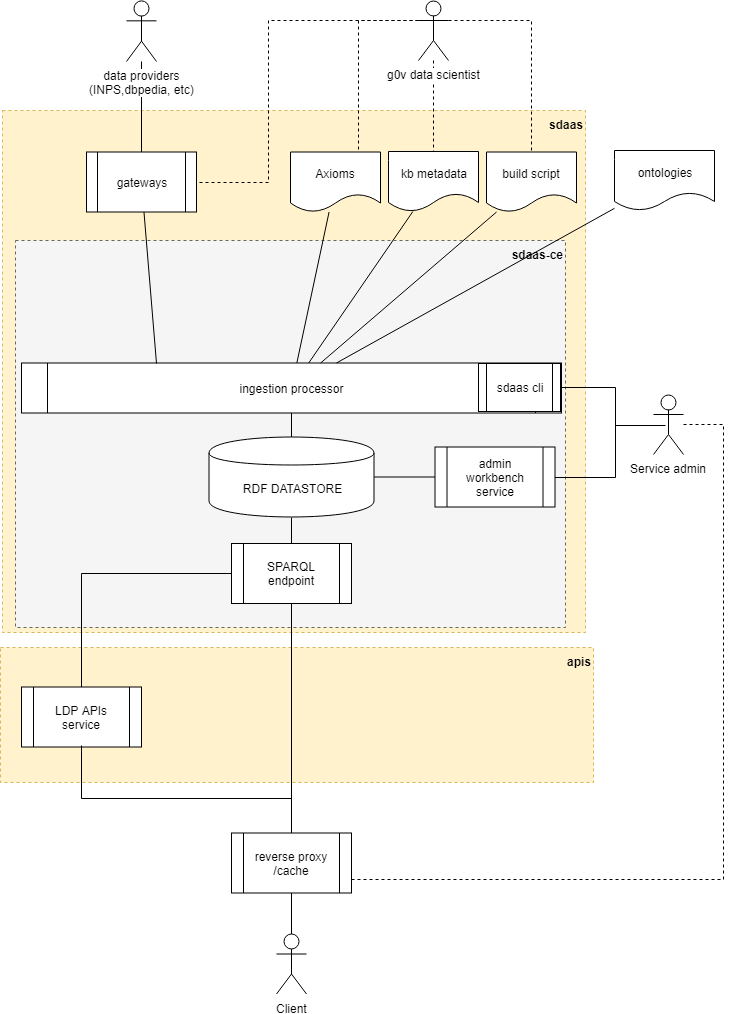 data providers
(INPS,dbpedia, etc)
g0v data scientist
sdaas
gateways
Axioms
kb metadata
build script
ontologies
sdaas-ce
ingestion processor
sdaas cli
Service admin
RDF DATASTORE
admin
workbench
service
SPARQL
endpoint
apis
LDP APIs
service
reverse proxy
/cache
Client